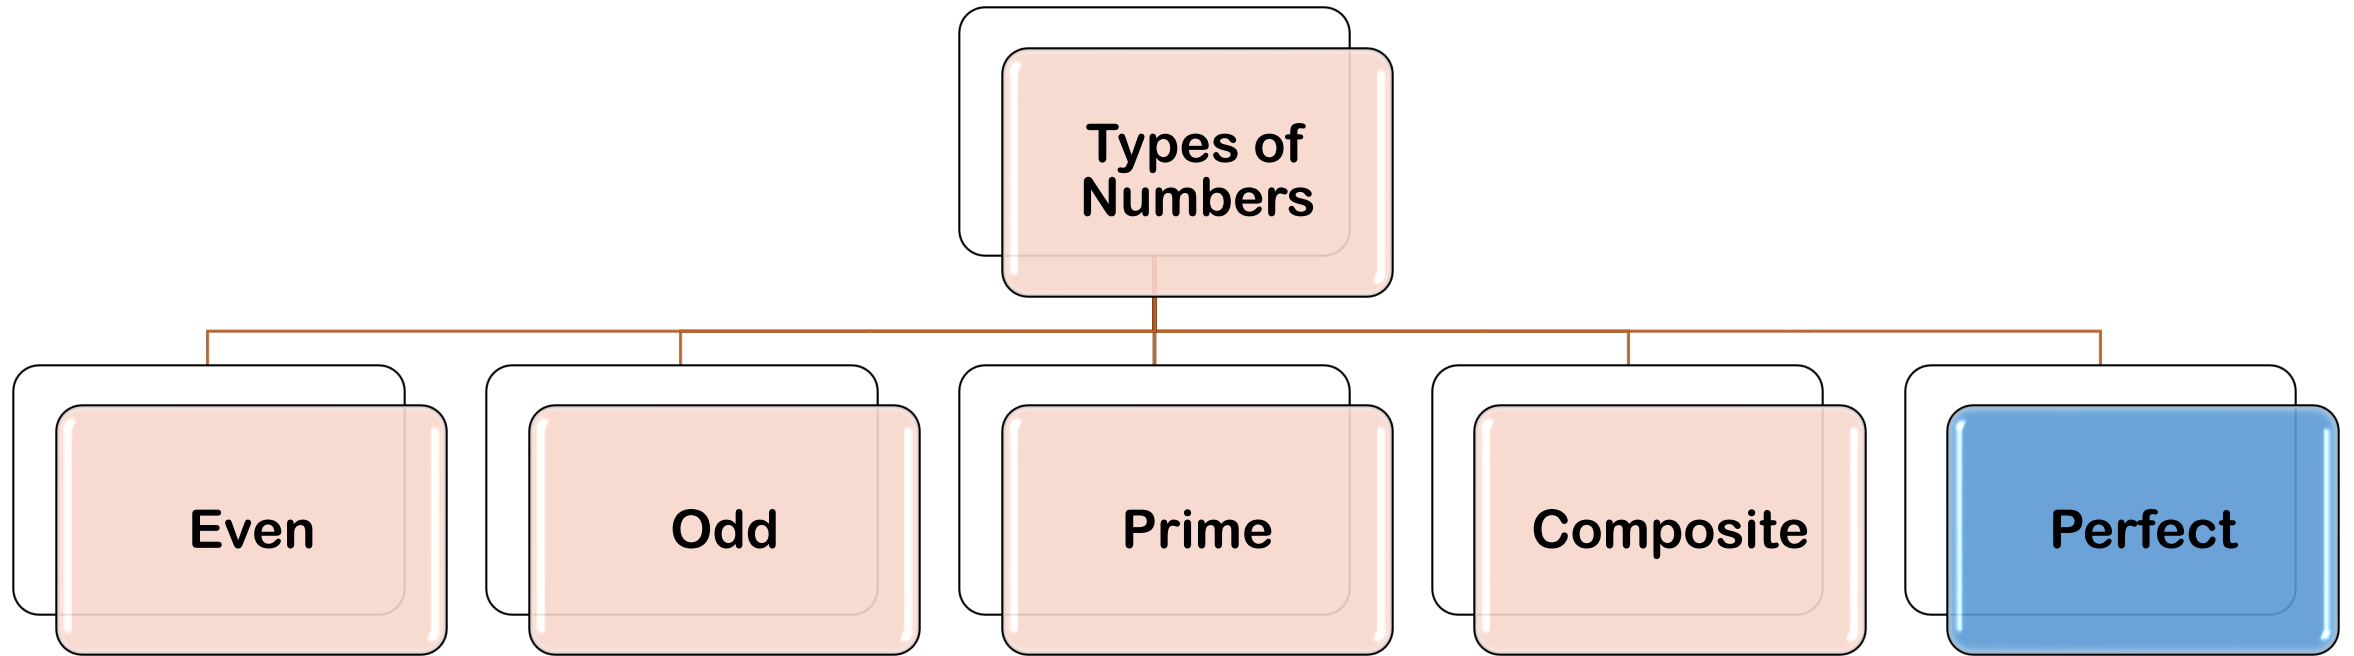 Types of
Numbers
Even
Odd
Prime
Composite
Perfect